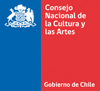 Consejo
Nacional de
la Cultura y
las Artes
Gobierno de Chile